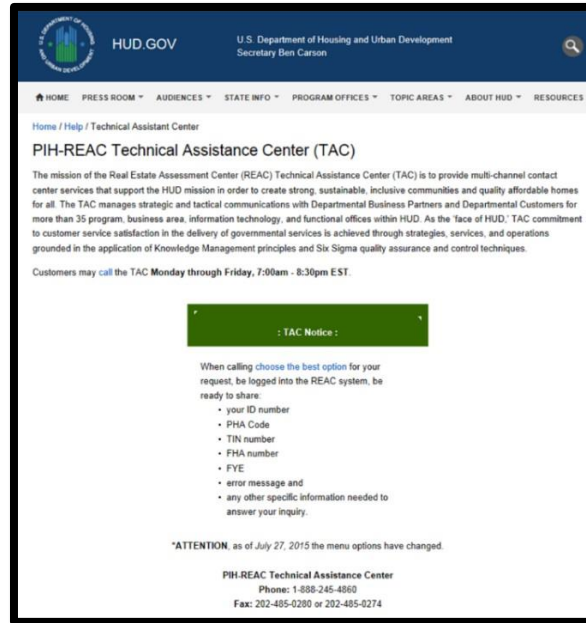 U.S. DEPARTMENT OF HOUSING AND URBAN DEVELOPMENT
HUD.GOV
U.S. Department of Housing and Urban Development
Secretary Ben Carson
HOME PRESS ROOM AUDIENCES STATE INFO PROGRAM OFFICES TOPIC AREAS ABOUT HUD RESOURCES
Home / Help / Technical Assistant Center
PIH-REAC Technical Assistance Center (TAC)
The mission of the Real Estate Assessment Center (REAC) Technical Assistance Center (TAC) is to provide multi-channel contact
center services that support the HUD mission in order to create strong, sustainable, inclusive communities and quality affordable homes
for all. The TAC manages strategic and tactical communications with Departmental Business Partners and Departmental Customers for
more than 35 program, business area, information technology, and functional offices within HUD. As the 'face of HUD,' TAC commitment
to customer service satisfaction in the delivery of governmental services is achieved through strategies, services, and operations
grounded in the application of Knowledge Management principles and Six Sigma quality assurance and control techniques.
Customers may call the TAC Monday through Friday, 7:00am - 8:30pm EST.
: TAC Notice :
When calling choose the best option for your
request, be logged into the REAC system, be
ready to share:
• your ID number
• PHA Code
• TIN number
• FHA number
• FYE
• error message and
• any other specific information needed to
answer your inquiry.
*ATTENTION, as of July 27, 2015 the menu options have changed.
PIH-REAC Technical Assistance Center
Phone: 1-888-245-4860
Fax: 202-485-0280 or 202-485-0274